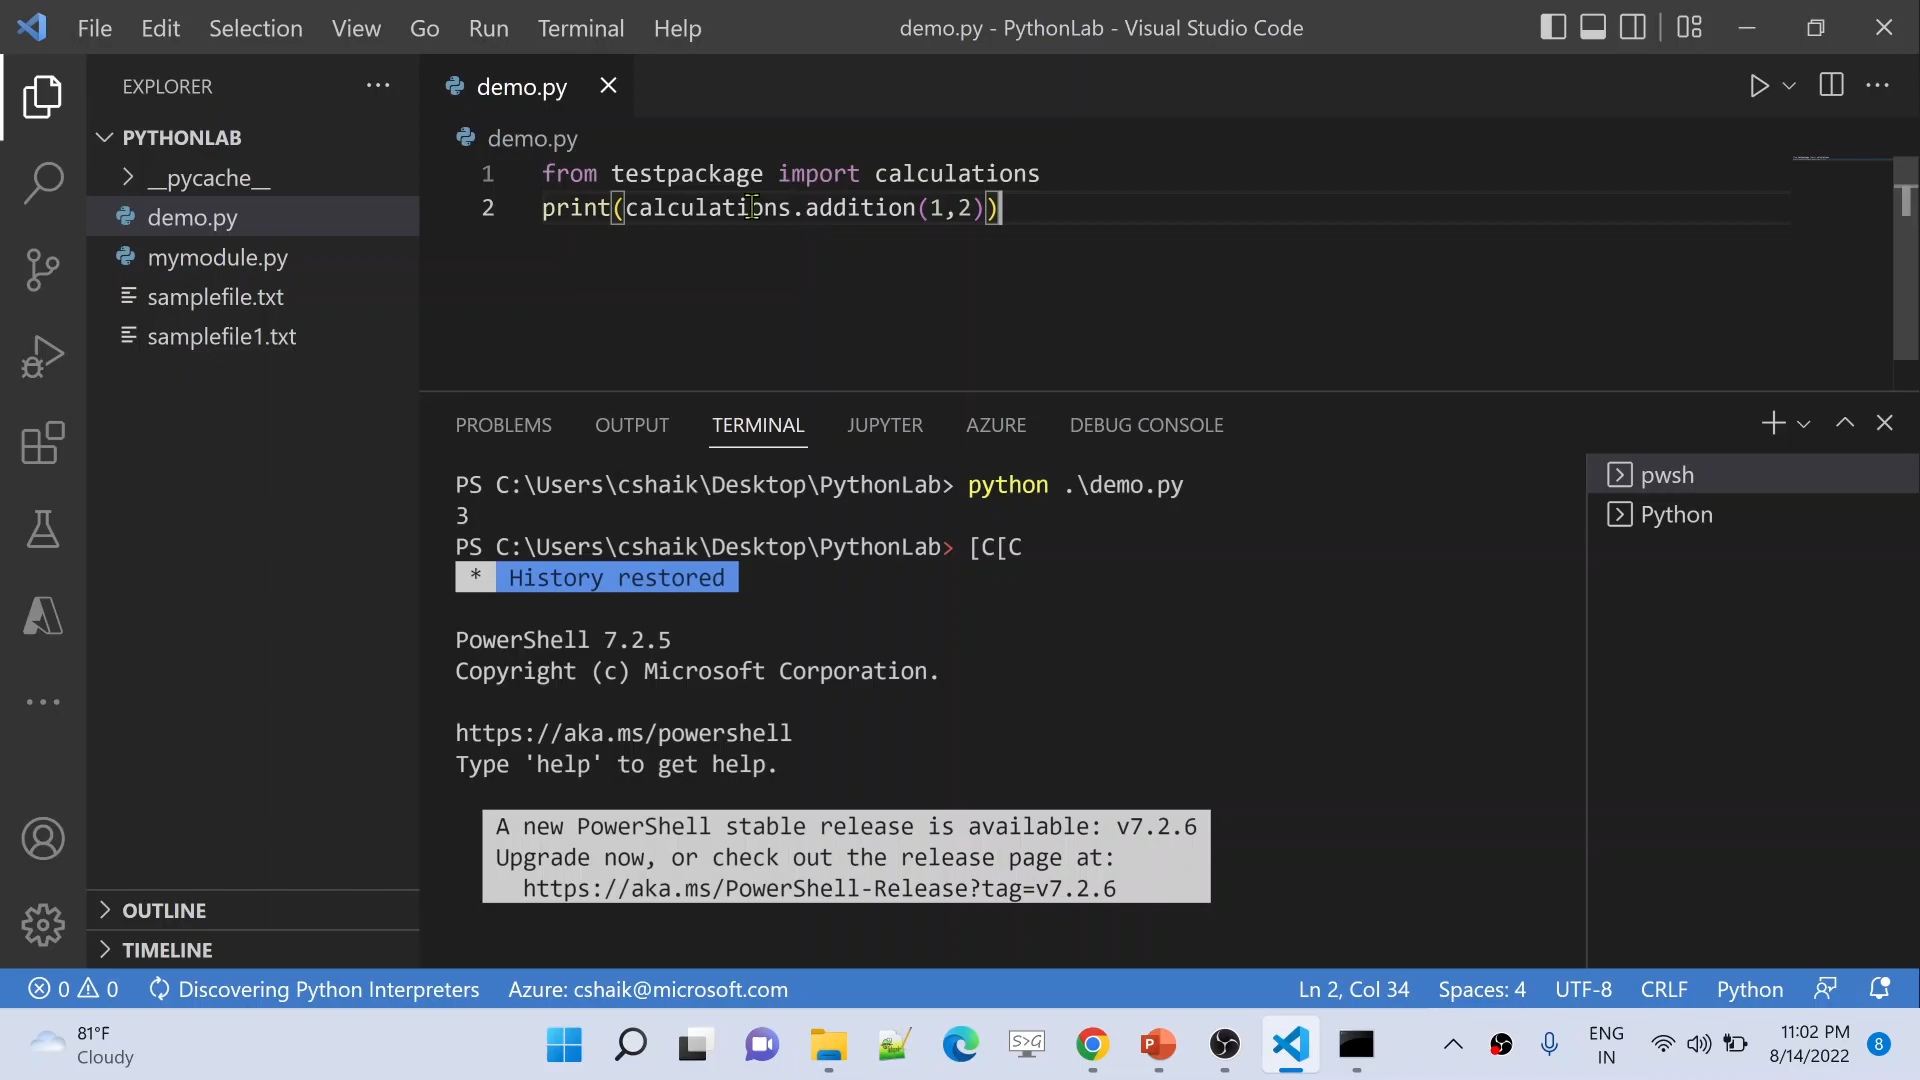 File Edit Selection View Go Run Terminal Help
demo.py - PythonLab - Visual Studio Code
EXPLORER
PYTHONLAB
__pycache__
demo.py
mymodule.py
samplefile.txt
samplefile1.txt
OUTLINE
TIMELINE
demo.py
demo.py
1 from testpackage import calculations
2 print(calculations.addition(1,2))
PROBLEMS OUTPUT TERMINAL JUPYTER AZURE DEBUG CONSOLE
PS C:\Users\cshaik\Desktop\PythonLab> python .\demo.py
3
PS C:\Users\cshaik\Desktop\PythonLab> [C[C
* History restored
PowerShell 7.2.5
Copyright (c) Microsoft Corporation.
https://aka.ms/powershell
Type 'help' to get help.
A new PowerShell stable release is available: v7.2.6
Upgrade now, or check out the release page at:
https://aka.ms/PowerShell-Release?tag=v7.2.6
pwsh
Python
0 0 Discovering Python Interpreters Azure: cshaik@microsoft.com Ln 2, Col 34 Spaces: 4 UTF-8 CRLF Python
81°F
Cloudy
S>G
P
ENG
IN
11:02 PM
8/14/2022
8